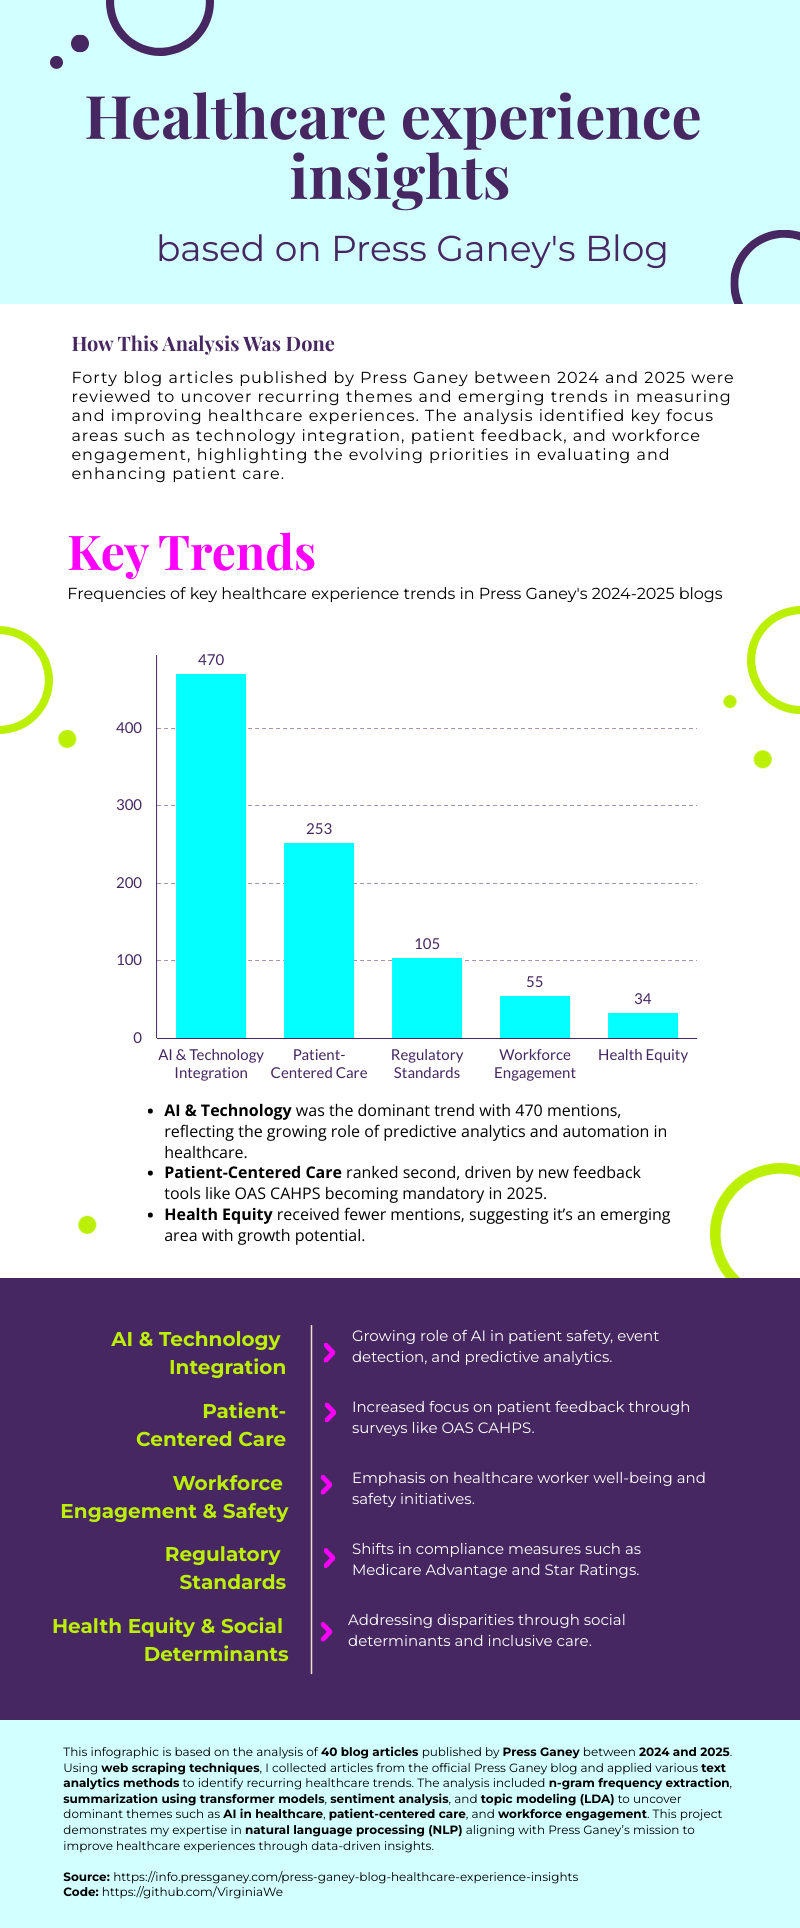 Healthcare experience
insights
based on Press Ganey's Blog
How This Analysis Was Done
Forty blog articles published by Press Ganey between 2024 and 2025 were
reviewed to uncover recurring themes and emerging trends in measuring
and improving healthcare experiences. The analysis identified key focus
areas such as technology integration, patient feedback, and workforce
engagement, highlighting the evolving priorities in evaluating and
enhancing patient care.
Key Trends
Frequencies of key healthcare experience trends in Press Ganey's 2024-2025 blogs
470
400
300
253
200
105
100
55
34
0
AI & Technology
Integration
Patient-
Centered Care
Regulatory
Standards
Workforce
Engagement
Health Equity
• AI & Technology was the dominant trend with 470 mentions,
reflecting the growing role of predictive analytics and automation in
healthcare.
• Patient-Centered Care ranked second, driven by new feedback
tools like OAS CAHPS becoming mandatory in 2025.
• Health Equity received fewer mentions, suggesting it’s an emerging
area with growth potential.
AI & Technology
Integration
Growing role of AI in patient safety, event
detection, and predictive analytics.
Patient-
Centered Care
Increased focus on patient feedback through
surveys like OAS CAHPS.
Workforce
Engagement & Safety
Emphasis on healthcare worker well-being and
safety initiatives.
Regulatory
Standards
Shifts in compliance measures such as
Medicare Advantage and Star Ratings.
Health Equity & Social
Determinants
Addressing disparities through social
determinants and inclusive care.
This infographic is based on the analysis of 40 blog articles published by Press Ganey between 2024 and 2025.
Using web scraping techniques, I collected articles from the official Press Ganey blog and applied various text
analytics methods to identify recurring healthcare trends. The analysis included n-gram frequency extraction,
summarization using transformer models, sentiment analysis, and topic modeling (LDA) to uncover
dominant themes such as AI in healthcare, patient-centered care, and workforce engagement. This project
demonstrates my expertise in natural language processing (NLP) aligning with Press Ganey’s mission to
improve healthcare experiences through data-driven insights.
Source: https://info.pressganey.com/press-ganey-blog-healthcare-experience-insights
Code: https://github.com/VirginiaWe